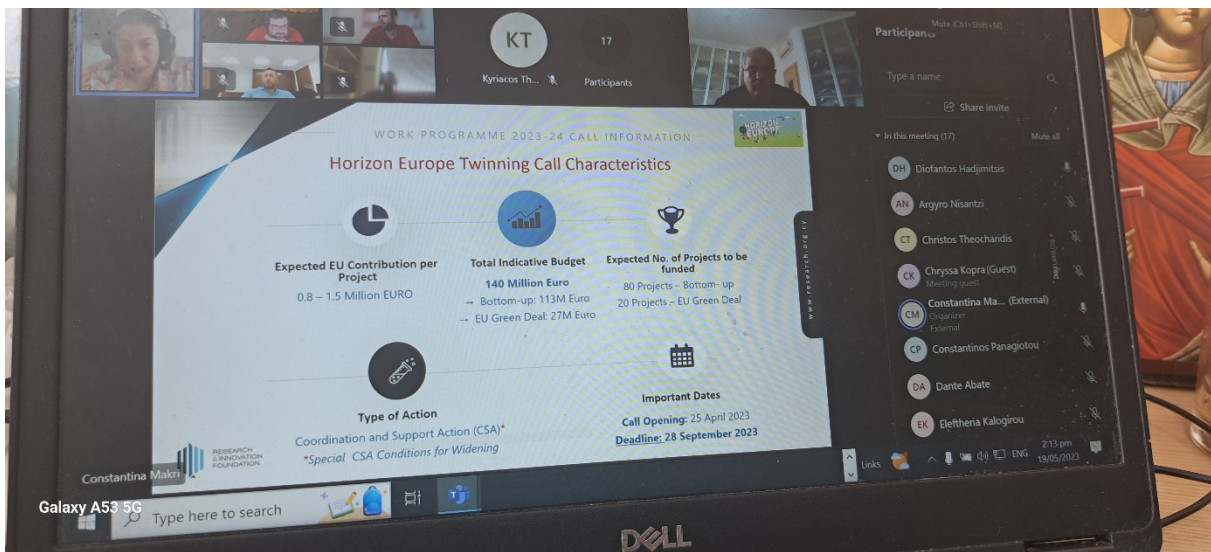 Mute (Ctrl+Shift+M)
Participan
KT
17
Kyriacos Th...
Participants
Type a name
Share invite
In this meeting (17)
Mute all
DH Diofantos Hadjimitsis
AN Argyro Nisantzi
CT Christos Theocharidis
CK Chryssa Kopra (Guest)
Meeting guest
CM Constantina Ma... (External)
Organizer
External
CP Constantinos Panagiotou
DA Dante Abate
EK Eleftheria Kalogirou
WORK PROGRAMME 2023-24 CALL INFORMATION
HORIZON
EUROPE
Horizon Europe Twinning Call Characteristics
Expected EU Contribution per
Project
0.8 – 1.5 Million EURO
Total Indicative Budget
140 Million Euro
→ Bottom-up: 113M Euro
→ EU Green Deal: 27M Euro
Expected No. of Projects to be
funded
80 Projects – Bottom- up
20 Projects – EU Green Deal
www.research.org.cy
Type of Action
Coordination and Support Action (CSA)*
*Special CSA Conditions for Widening
Important Dates
Call Opening: 25 April 2023
Deadline: 28 September 2023
RESEARCH
& INNOVATION
FOUNDATION
Constantina Makri
Galaxy A53 5G
Type here to search
Links
ENG
2:13 pm
19/05/2023
DELL